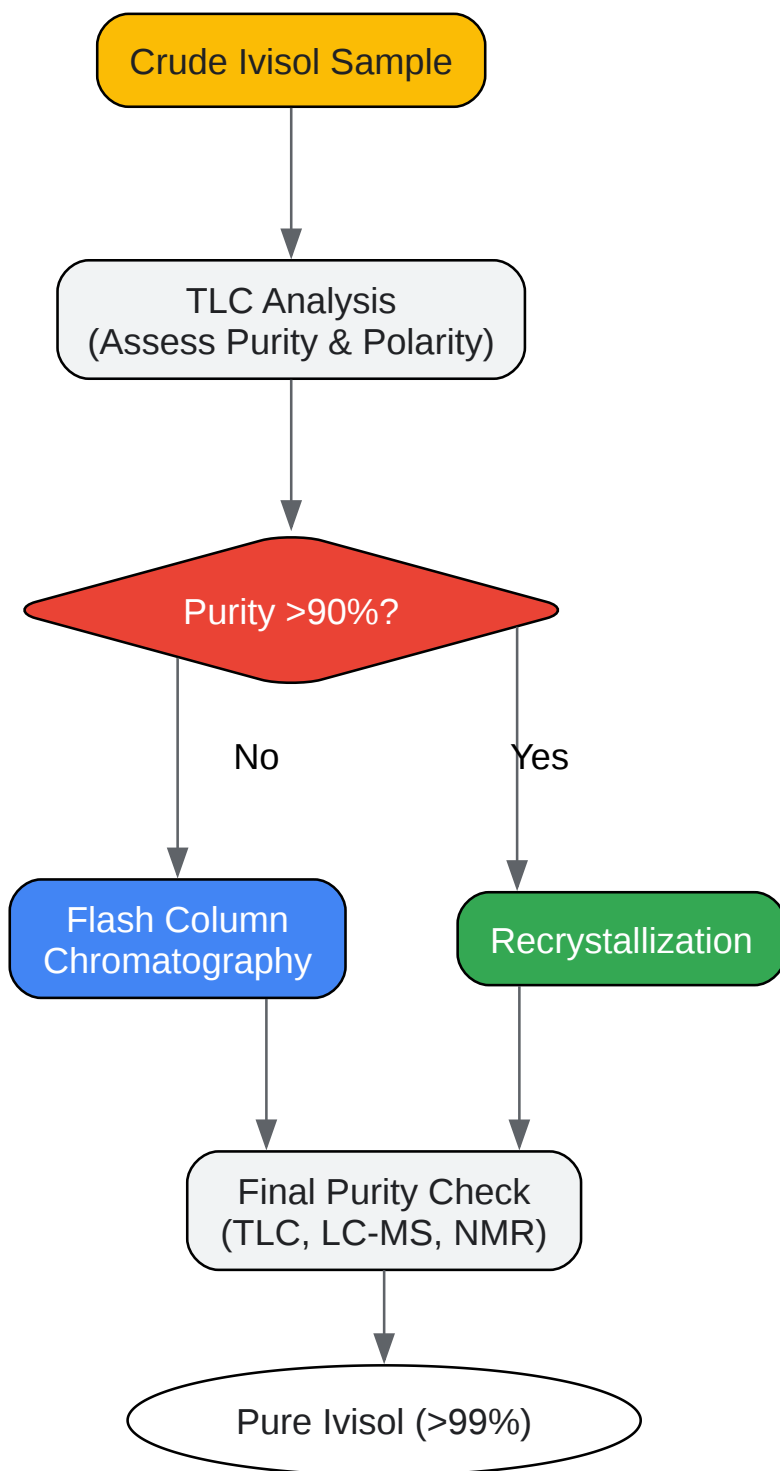 Crude Ivisol Sample
TLC Analysis
(Assess Purity & Polarity)
Purity >90%?
No
Yes
Flash Column
Chromatography
Recrystallization
Final Purity Check
(TLC, LC-MS, NMR)
Pure Ivisol (>99%)